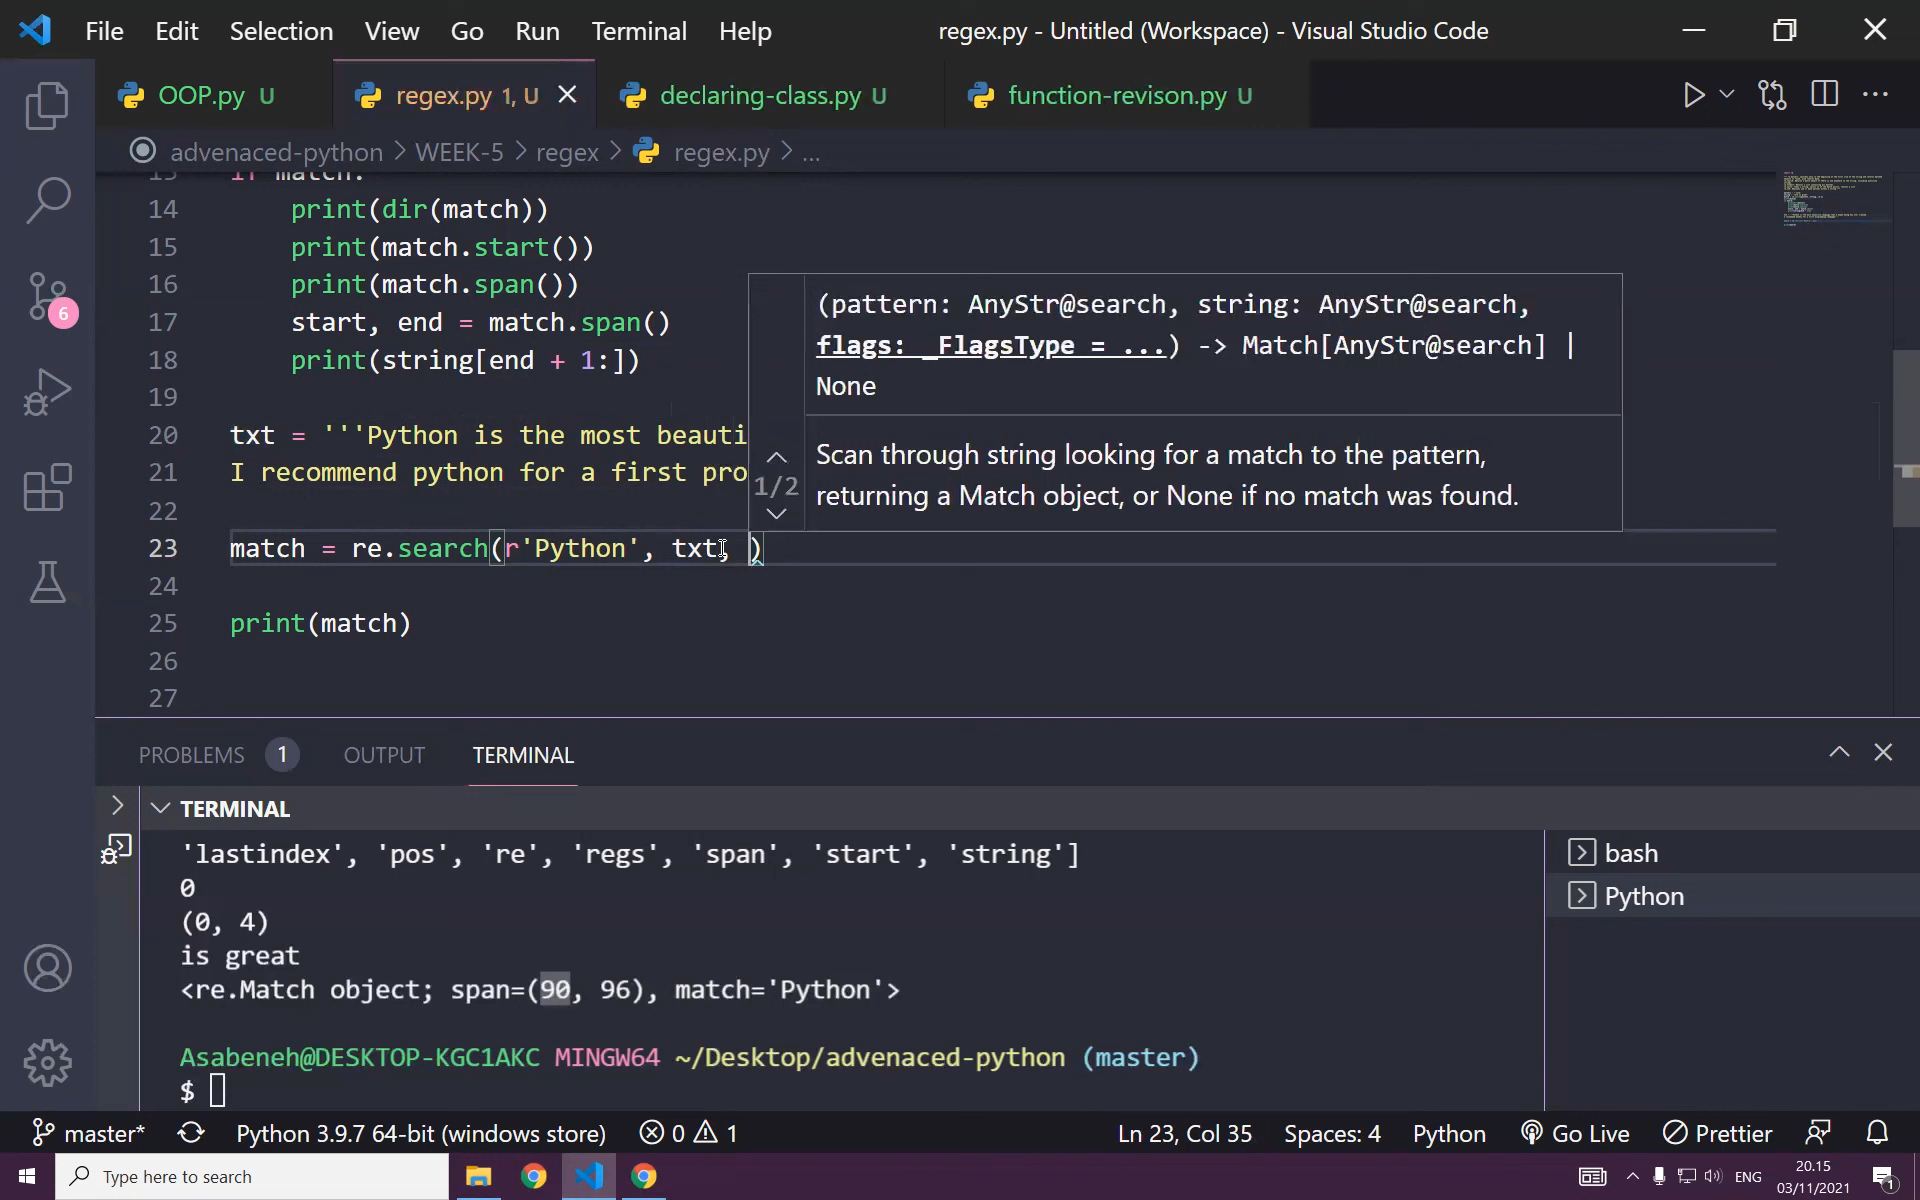 File Edit Selection View Go Run Terminal Help regex.py - Untitled (Workspace) - Visual Studio Code
OOP.py U regex.py 1, U declaring-class.py U function-revison.py U
advenaced-python > WEEK-5 > regex > regex.py > ...
14 print(dir(match))
15 print(match.start())
16 print(match.span())
17 start, end = match.span()
18 print(string[end + 1:])
19
20 txt = '''Python is the most beauti
21 I recommend python for a first pro
22
23 match = re.search(r'Python', txt, )
24
25 print(match)
26
27
(pattern: AnyStr@search, string: AnyStr@search,
flags: _FlagsType = ...) -> Match[AnyStr@search] |
None
Scan through string looking for a match to the pattern,
1/2
returning a Match object, or None if no match was found.
PROBLEMS 1 OUTPUT TERMINAL
TERMINAL
'lastindex', 'pos', 're', 'regs', 'span', 'start', 'string']
0
(0, 4)
is great
<re.Match object; span=(90, 96), match='Python'>
Asabeneh@DESKTOP-KGC1AKC MINGW64 ~/Desktop/advenaced-python (master)
$
bash
Python
6
master* Python 3.9.7 64-bit (windows store) 0 1 Ln 23, Col 35 Spaces: 4 Python Go Live Prettier
Type here to search ENG 20.15
03/11/2021 1